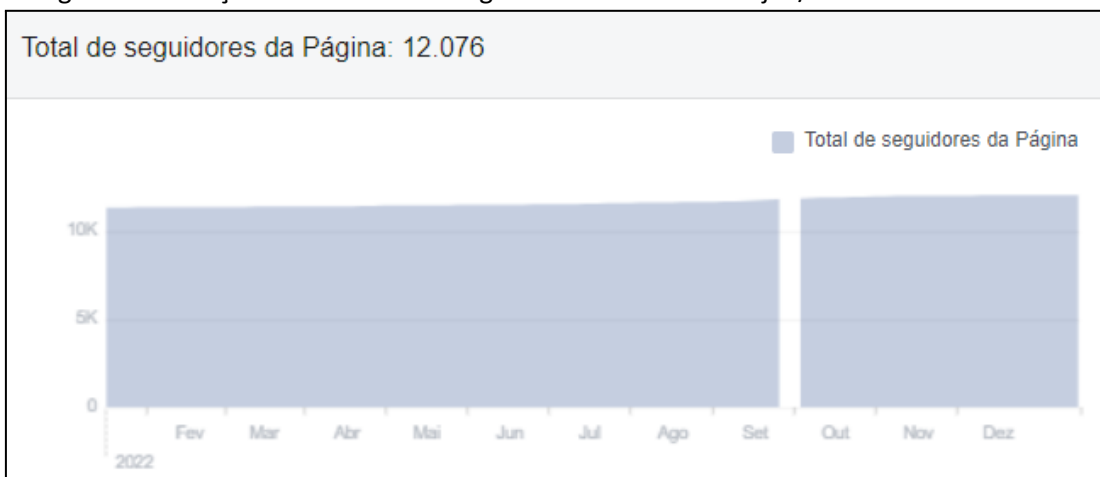 Total de seguidores da Página: 12.076
Total de seguidores da Página
10K
5K
0
Fev Mar Abr Mai Jun Jul Ago Set Out Nov Dez
2022